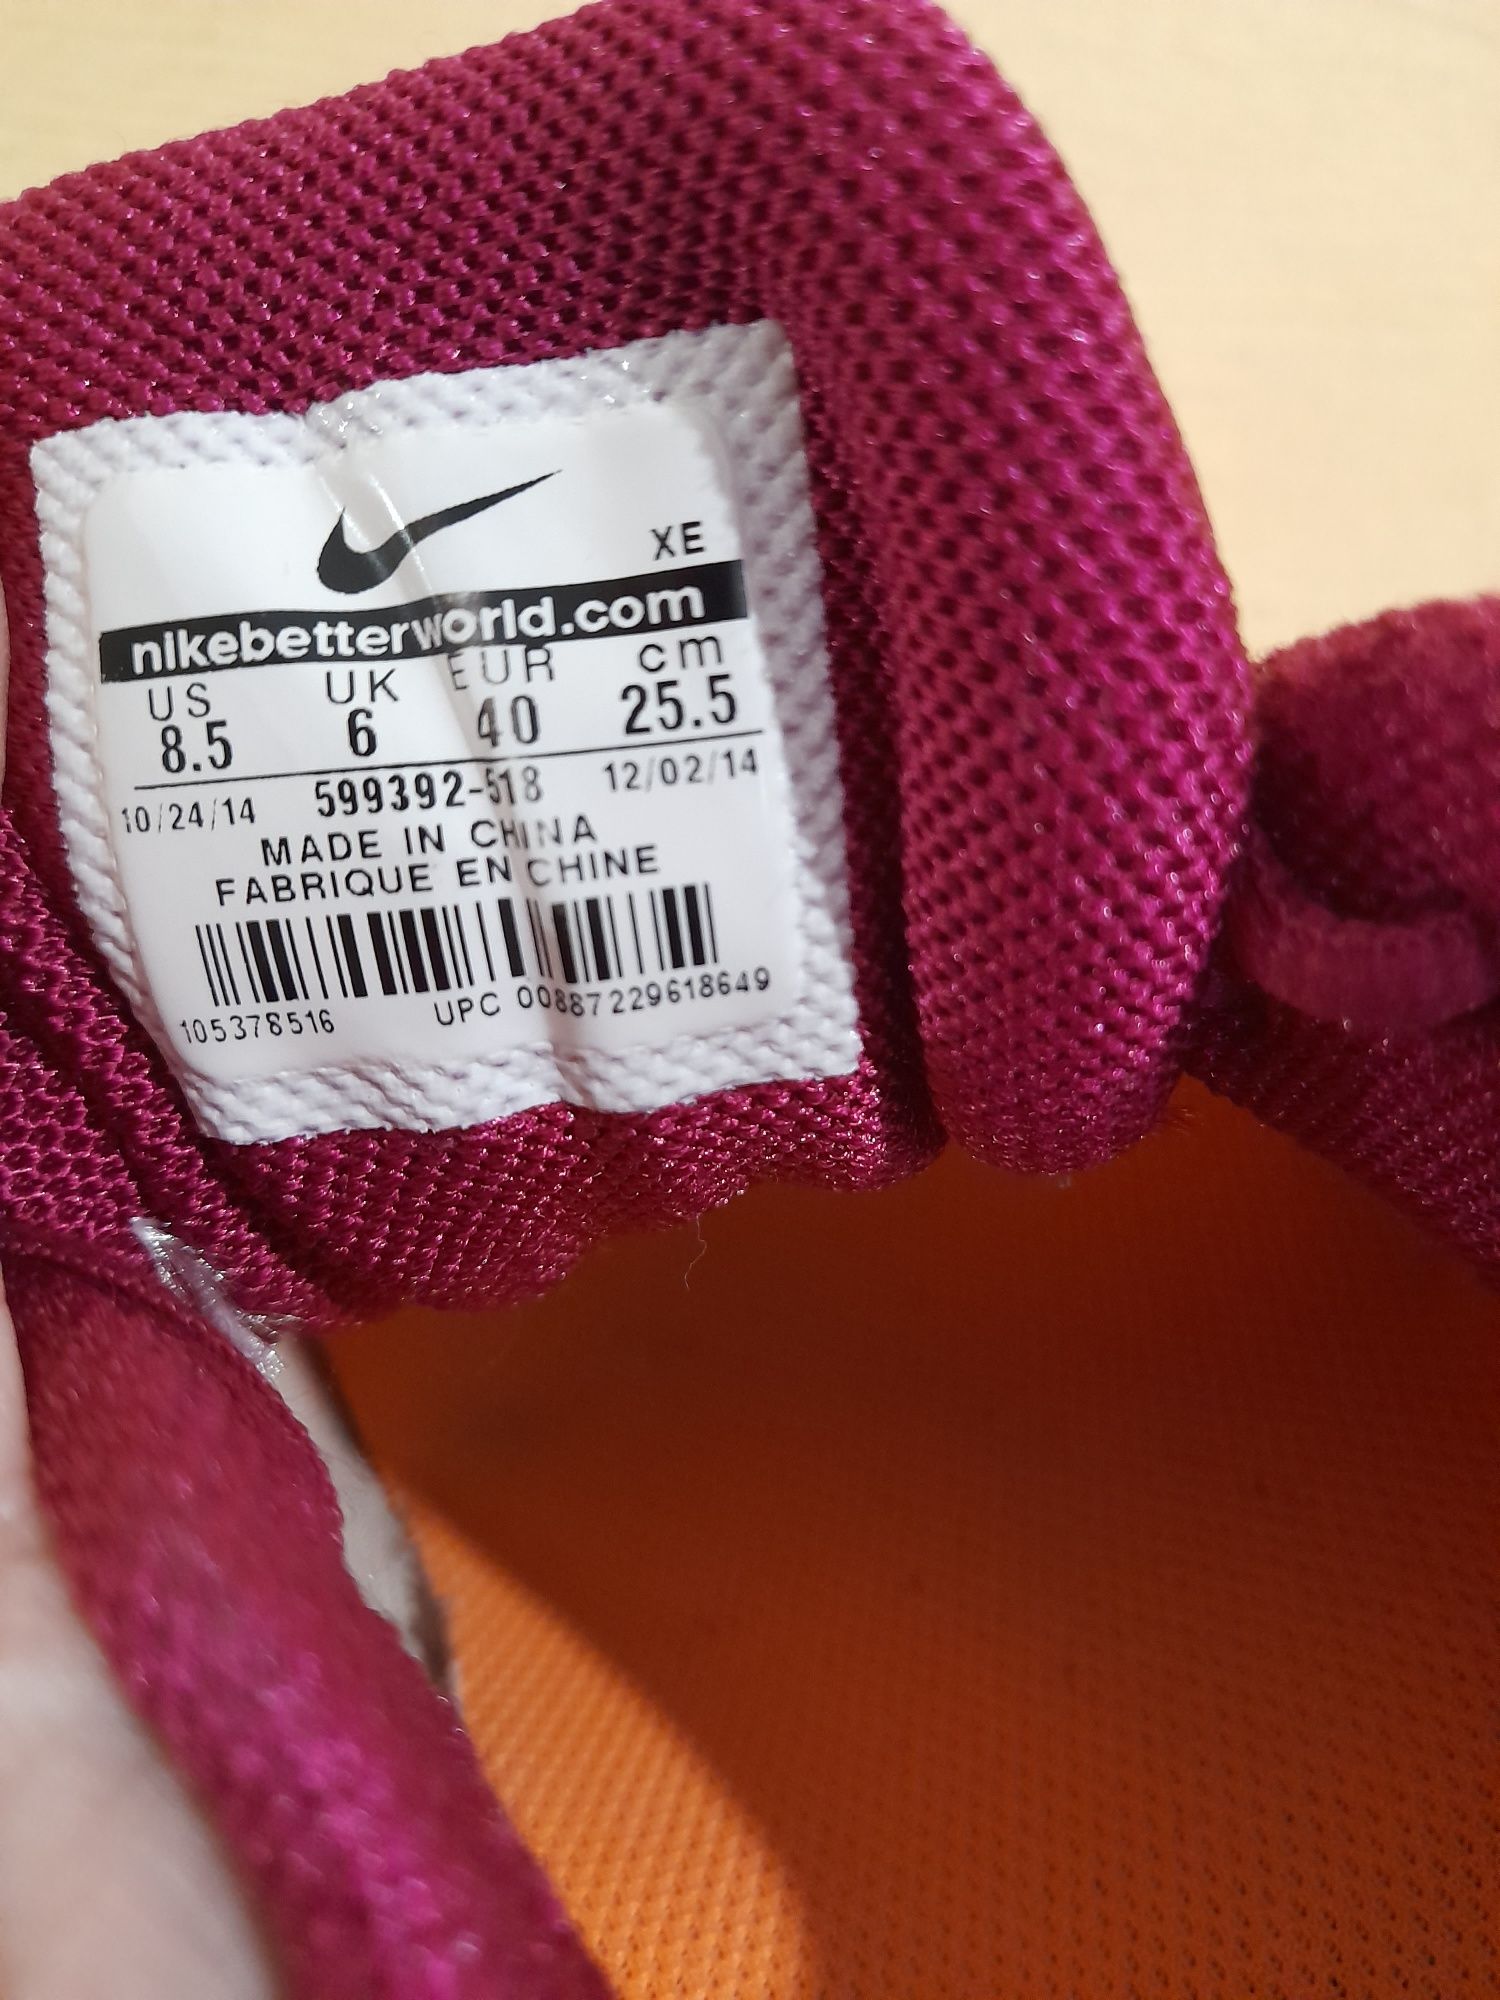 XE
nikebetterworld.com
US UK EUR cm
8.5 6 40 25.5
10/24/14 599392-518 12/02/14
MADE IN CHINA
FABRIQUE EN CHINE
105378516 UPC 00887229618649